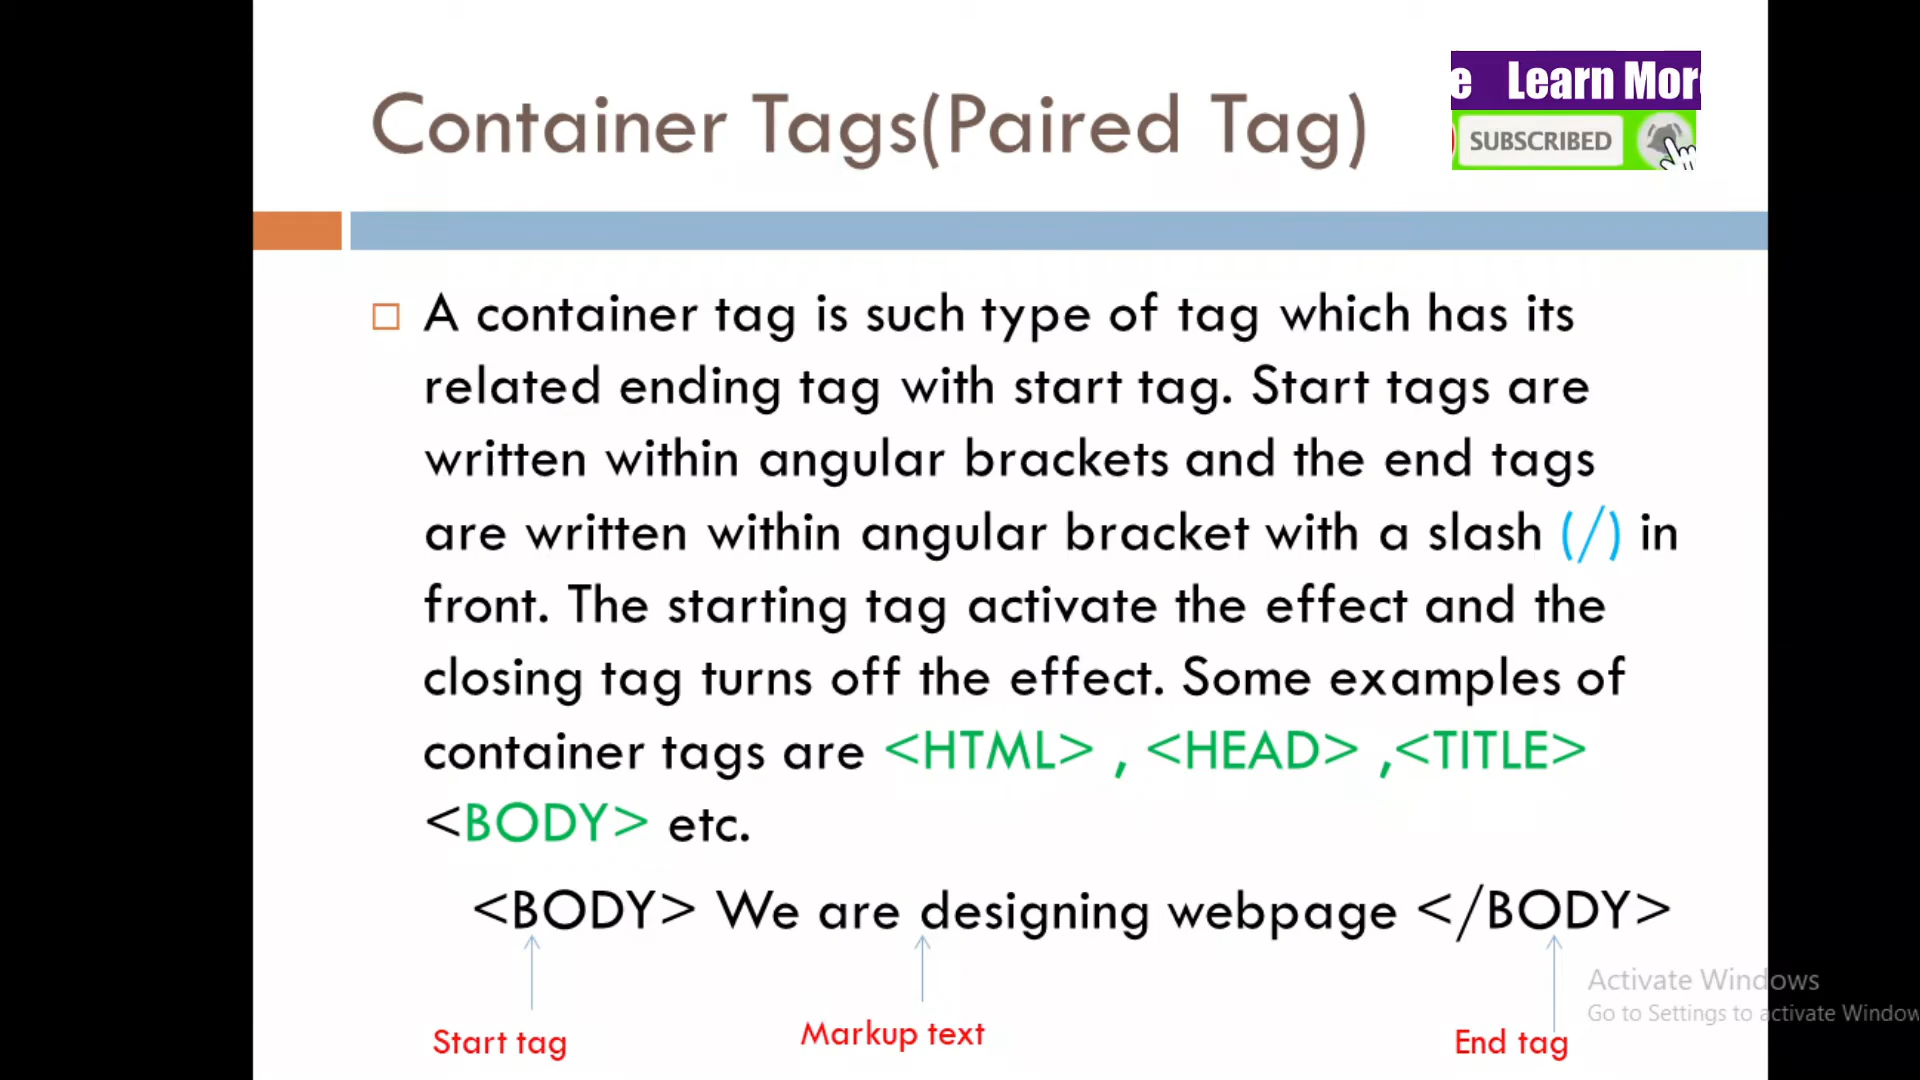 Container Tags(Paired Tag)
e Learn More
SUBSCRIBED
A container tag is such type of tag which has its
related ending tag with start tag. Start tags are
written within angular brackets and the end tags
are written within angular bracket with a slash (/) in
front. The starting tag activate the effect and the
closing tag turns off the effect. Some examples of
container tags are <HTML> , <HEAD> ,<TITLE>
<BODY> etc.
<BODY> We are designing webpage </BODY>
Start tag
Markup text
End tag
Activate Windows
Go to Settings to activate Window